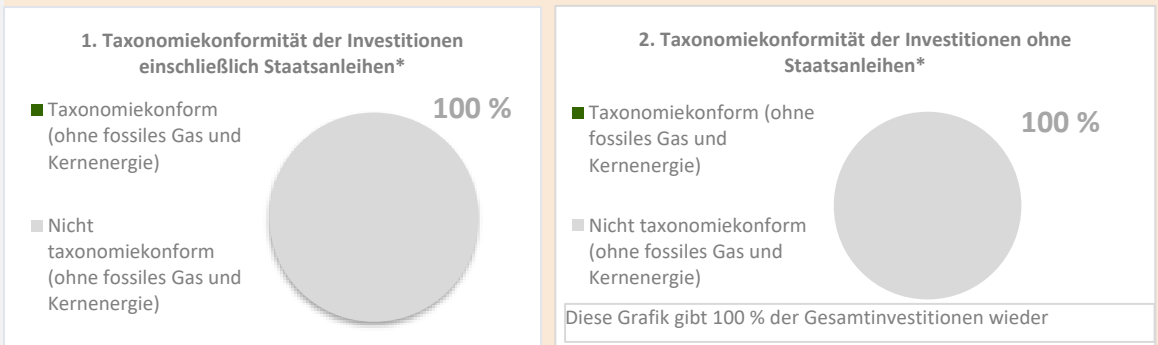 1. Taxonomiekonformität der Investitionen
einschließlich Staatsanleihen*
Taxonomiekonform
(ohne fossiles Gas und
Kernenergie)
Nicht
taxonomiekonform
(ohne fossiles Gas und
Kernenergie)
100 %
2. Taxonomiekonformität der Investitionen ohne
Staatsanleihen*
Taxonomiekonform (ohne
fossiles Gas und
Kernenergie)
Nicht taxonomiekonform
(ohne fossiles Gas und
Kernenergie)
100 %
Diese Grafik gibt 100 % der Gesamtinvestitionen wieder